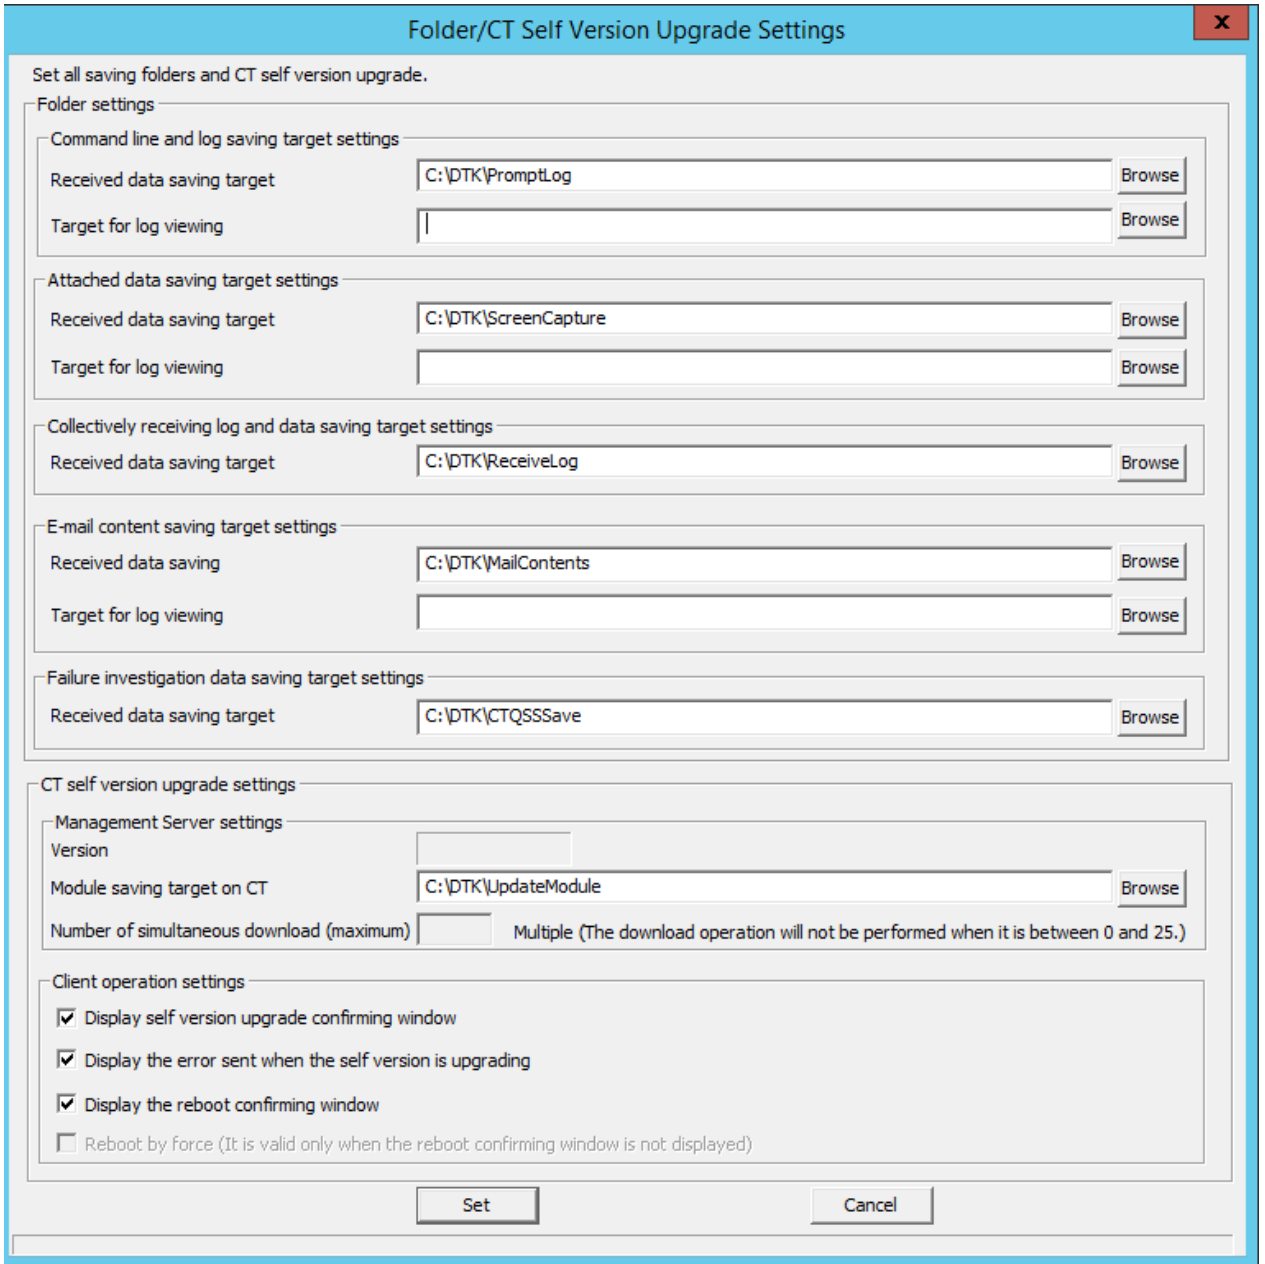 Folder/CT Self Version Upgrade Settings
x
Set all saving folders and CT self version upgrade.
Folder settings
Command line and log saving target settings
Received data saving target C:\DTK\PromptLog Browse
Target for log viewing Browse
Attached data saving target settings
Received data saving target C:\DTK\ScreenCapture Browse
Target for log viewing Browse
Collectively receiving log and data saving target settings
Received data saving target C:\DTK\ReceiveLog Browse
E-mail content saving target settings
Received data saving C:\DTK\MailContents Browse
Target for log viewing Browse
Failure investigation data saving target settings
Received data saving target C:\DTK\CTQSSSave Browse
CT self version upgrade settings
Management Server settings
Version
Module saving target on CT C:\DTK\UpdateModule Browse
Number of simultaneous download (maximum) Multiple (The download operation will not be performed when it is between 0 and 25.)
Client operation settings
Display self version upgrade confirming window
Display the error sent when the self version is upgrading
Display the reboot confirming window
Reboot by force (It is valid only when the reboot confirming window is not displayed)
Set Cancel